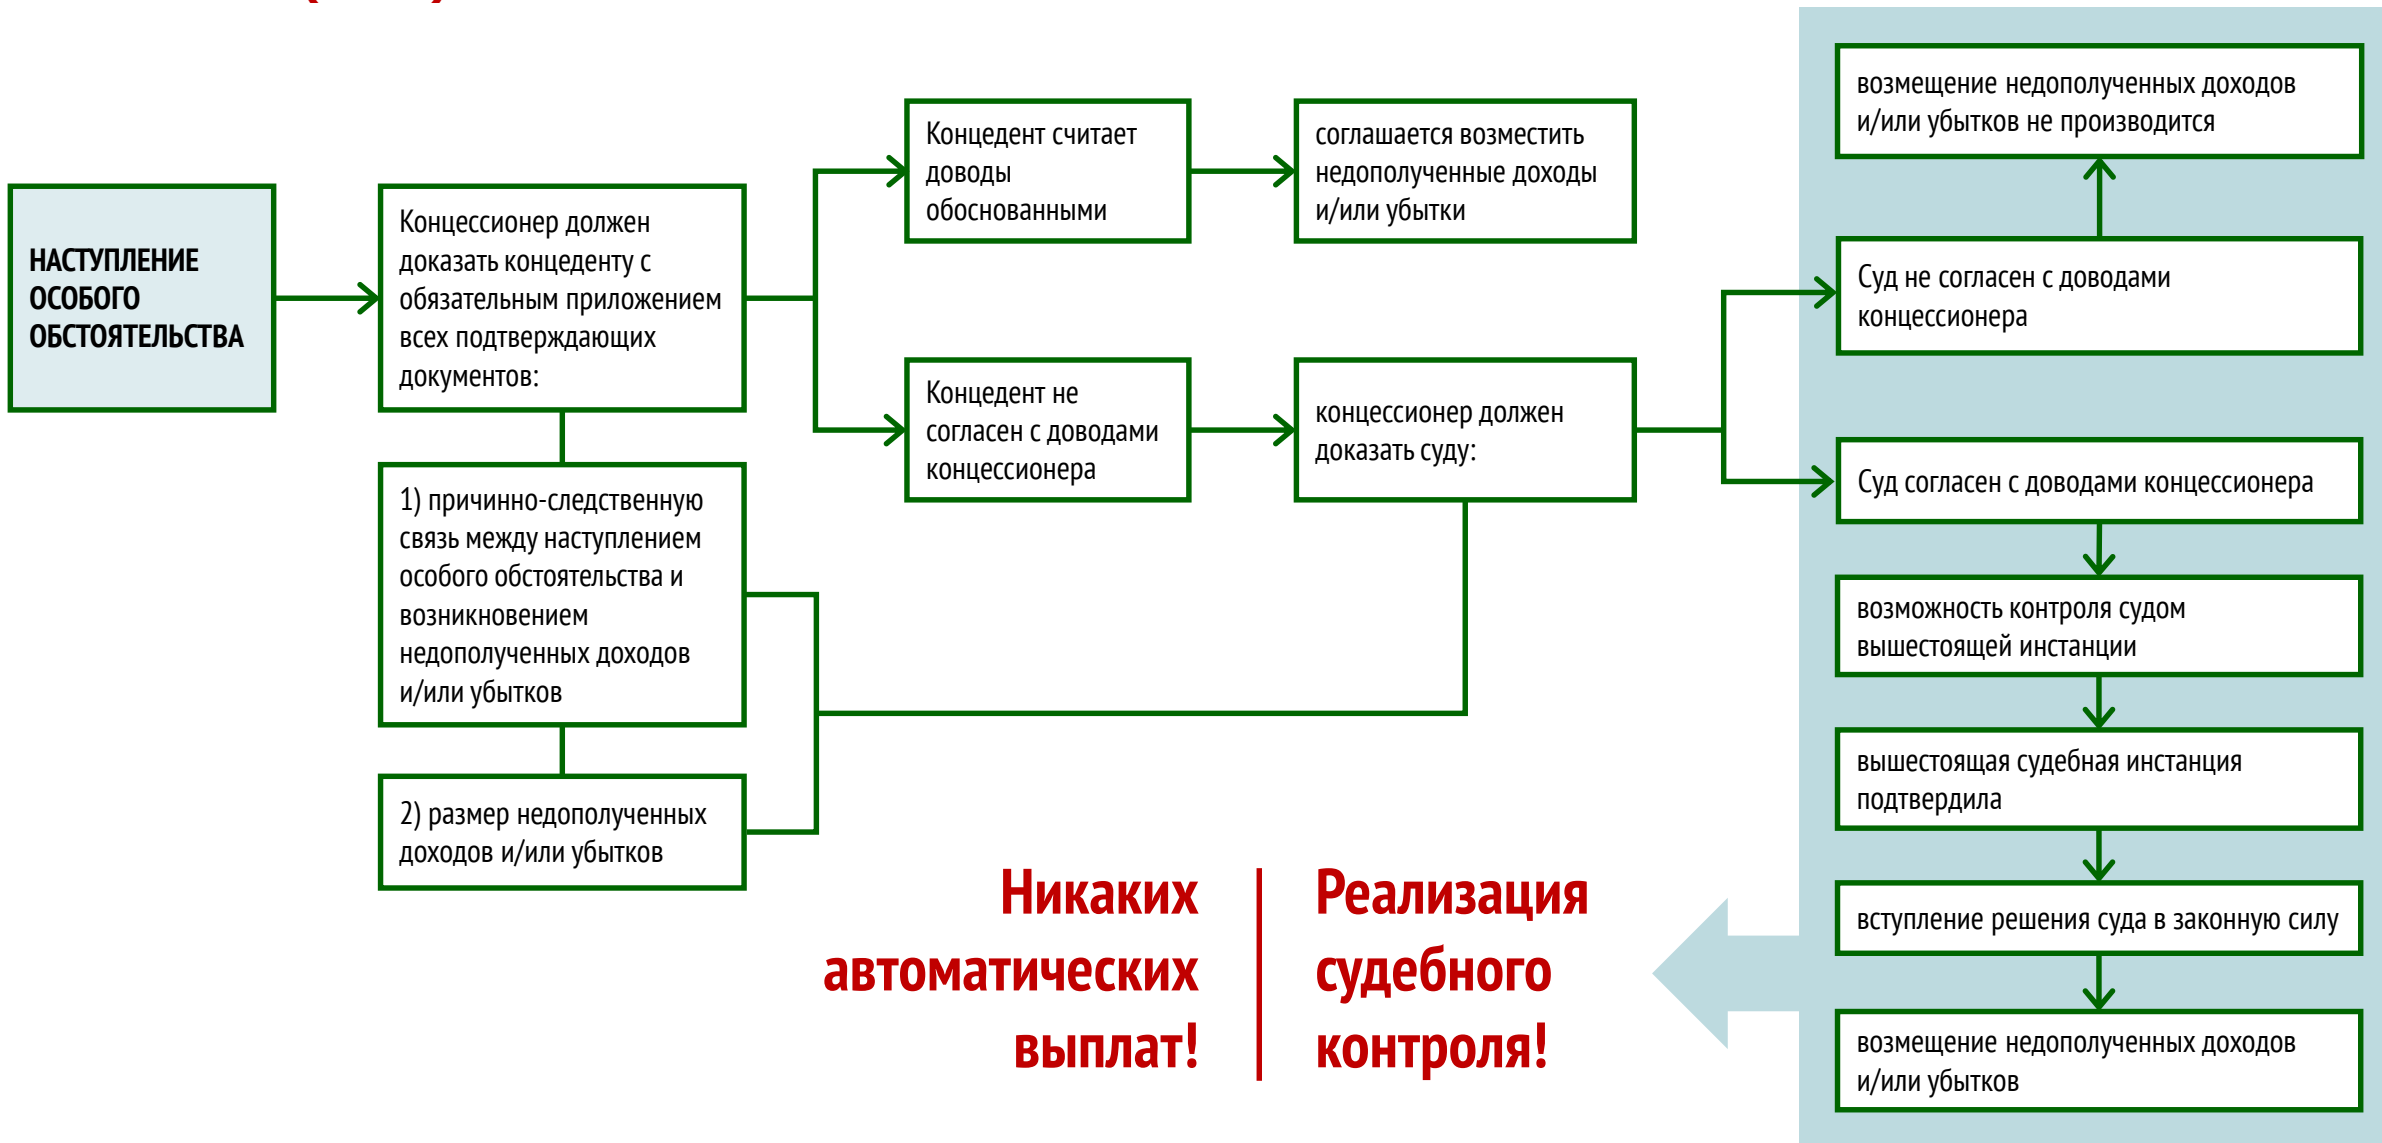 НАСТУПЛЕНИЕ
ОСОБОГО
ОБСТОЯТЕЛЬСТВА
Концессионер должен
доказать концеденту с
обязательным приложением
всех подтверждающих
документов:
1) причинно-следственную
связь между наступлением
особого обстоятельства и
возникновением
недополученных доходов
и/или убытков
2) размер недополученных
доходов и/или убытков
Концедент считает
доводы
обоснованными
соглашается возместить
недополученные доходы
и/или убытки
Концедент не
согласен с доводами
концессионера
концессионер должен
доказать суду:
возмещение недополученных доходов
и/или убытков не производится
Суд не согласен с доводами
концессионера
Суд согласен с доводами концессионера
возможность контроля судом
вышестоящей инстанции
вышестоящая судебная инстанция
подтвердила
вступление решения суда в законную силу
возмещение недополученных доходов
и/или убытков
Никаких
автоматических
выплат!
Реализация
судебного
контроля!